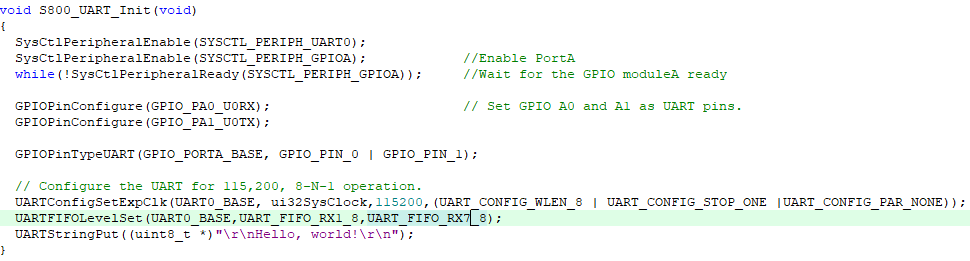 void S800_UART_Init(void)
{
  SysCtlPeripheralEnable(SYSCTL_PERIPH_UART0);
  SysCtlPeripheralEnable(SYSCTL_PERIPH_GPIOA);            //Enable PortA
  while(!SysCtlPeripheralReady(SYSCTL_PERIPH_GPIOA));     //Wait for the GPIO moduleA ready

  GPIOPinConfigure(GPIO_PA0_U0RX);                        // Set GPIO A0 and A1 as UART pins.
  GPIOPinConfigure(GPIO_PA1_U0TX);

  GPIOPinTypeUART(GPIO_PORTA_BASE, GPIO_PIN_0 | GPIO_PIN_1);

  // Configure the UART for 115,200, 8-N-1 operation.
  UARTConfigSetExpClk(UART0_BASE, ui32SysClock,115200,(UART_CONFIG_WLEN_8 | UART_CONFIG_STOP_ONE |UART_CONFIG_PAR_NONE));
  UARTFIFOLevelSet(UART0_BASE,UART_FIFO_RX1_8,UART_FIFO_RX7_8);
  UARTStringPut((uint8_t *)"\r\nHello, world!\r\n");
}